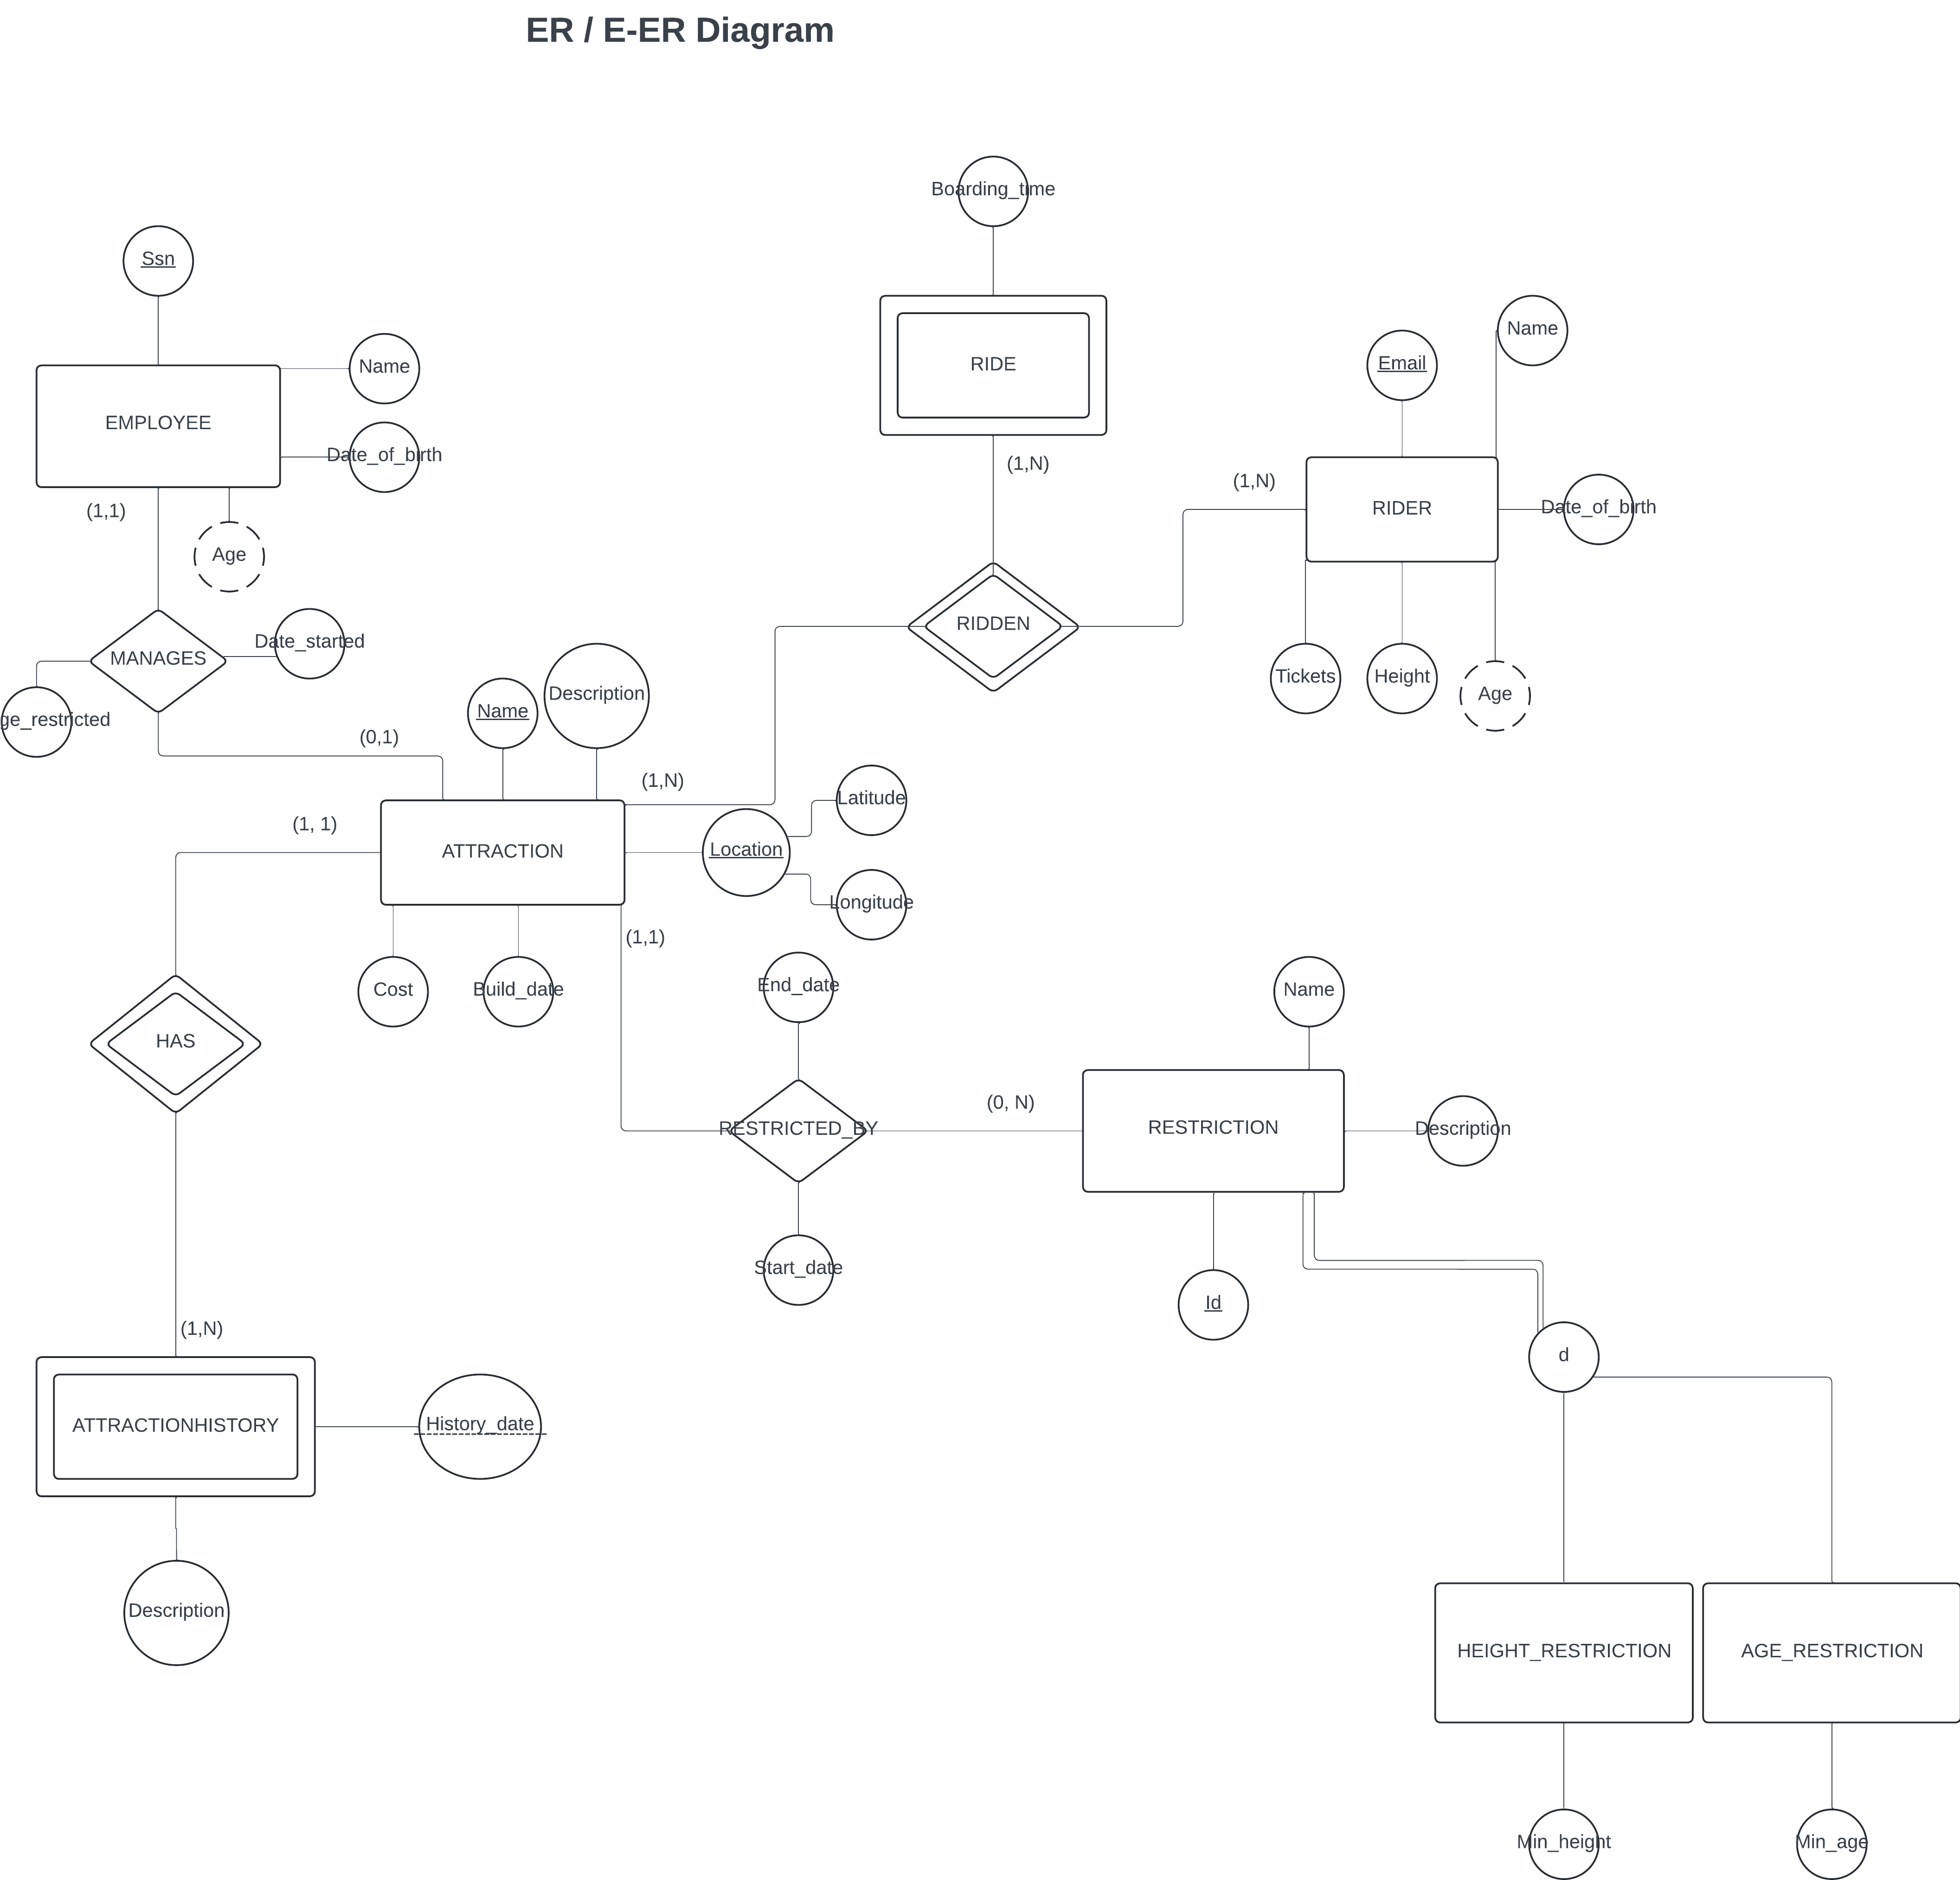 ER / E-ER Diagram
Boarding_time
Ssn
Name
EMPLOYEE
Date_of_birth
(1,1)
Age
RIDE
(1,N)
(1,N)
Email
Name
RIDER
Date_of_birth
Tickets
Height
Age
RIDDEN
MANAGES
Date_started
ge_restricted
(0,1)
Name
Description
(1,N)
(1, 1)
ATTRACTION
Location
Latitude
Longitude
(1,1)
Cost
Build_date
HAS
End_date
RESTRICTED_BY
Start_date
(0, N)
Name
RESTRICTION
Description
Id
d
(1,N)
ATTRACTIONHISTORY
History_date
Description
HEIGHT_RESTRICTION
AGE_RESTRICTION
Min_height
Min_age